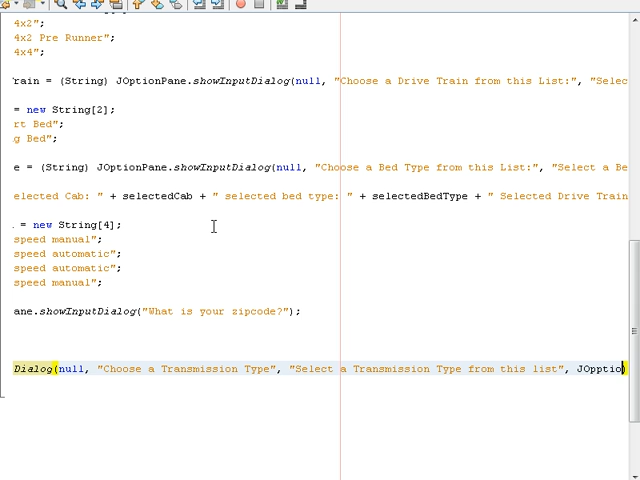 4x2";
4x2 Pre Runner";
4x4";
rain = (String) JOptionPane.showInputDialog(null, "Choose a Drive Train from this List:", "Selec
= new String[2];
rt Bed";
g Bed";
e = (String) JOptionPane.showInputDialog(null, "Choose a Bed Type from this List:", "Select a Be
elected Cab: " + selectedCab + " selected bed type: " + selectedBedType + " Selected Drive Train
. = new String[4];
speed manual";
speed automatic";
speed automatic";
speed manual";
ane.showInputDialog("What is your zipcode?");
Dialog(null, "Choose a Transmission Type", "Select a Transmission Type from this list", JOpptio)